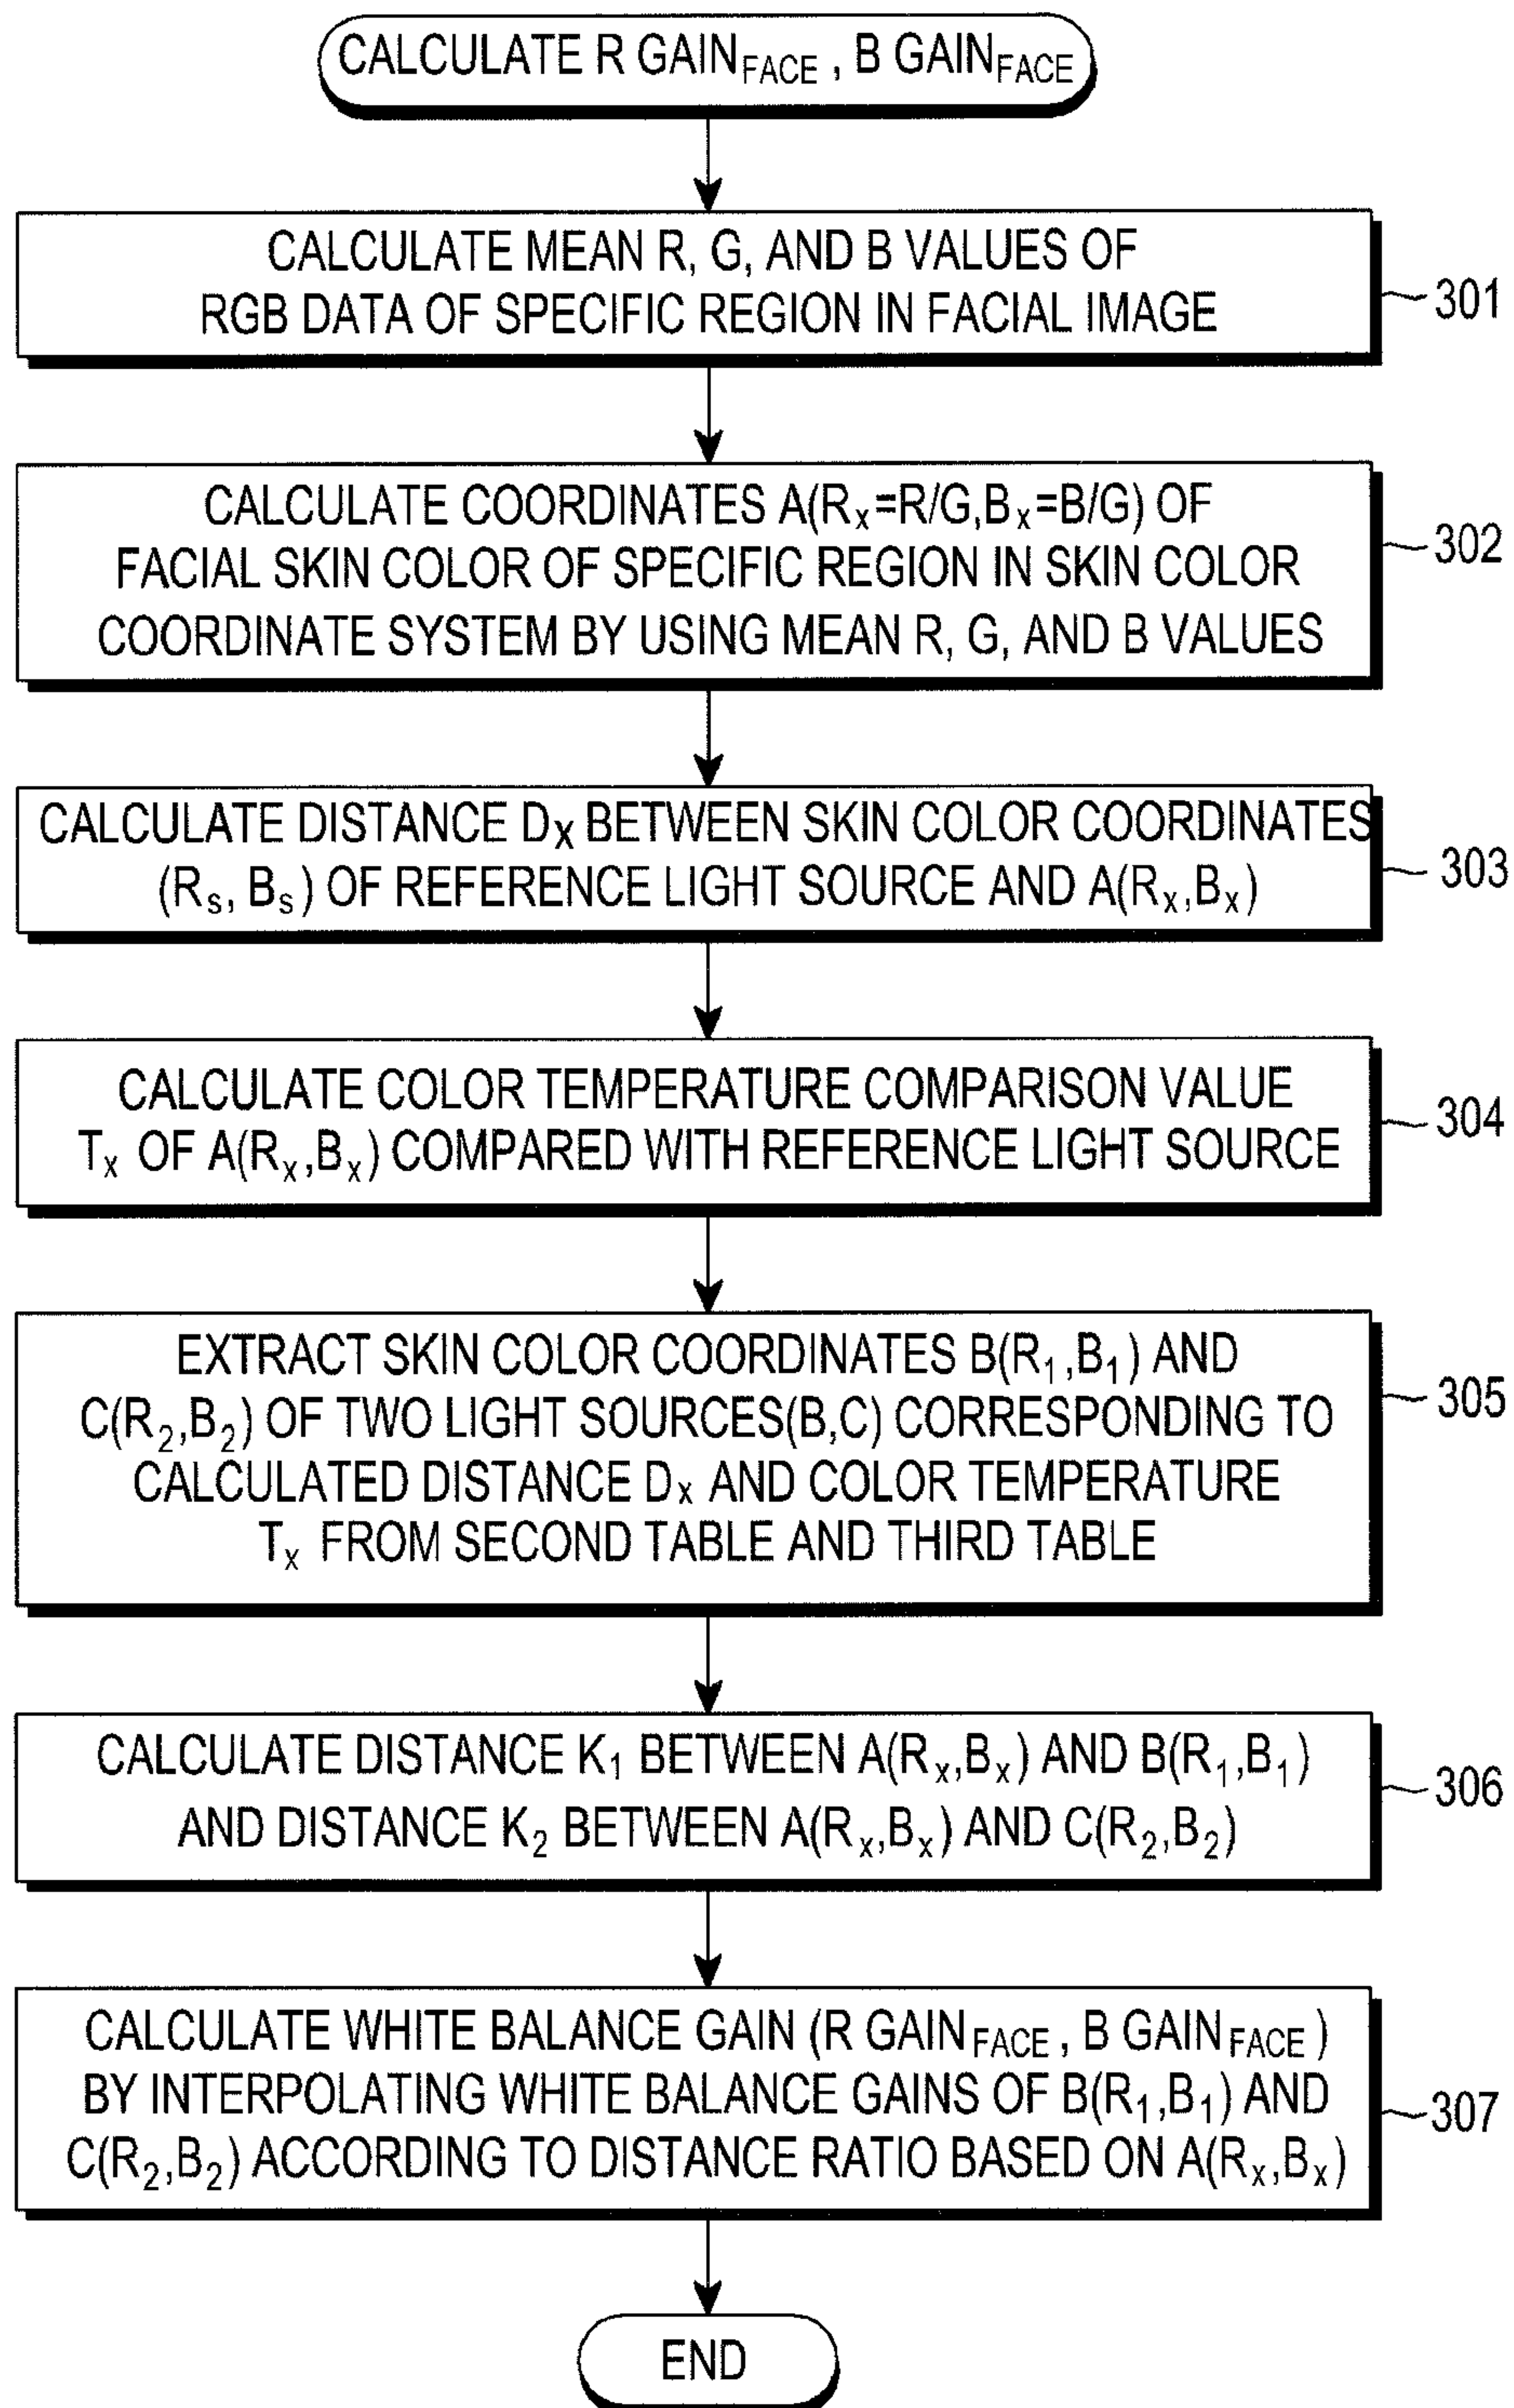 CALCULATE R GAIN_FACE , B GAIN_FACE
CALCULATE MEAN R, G, AND B VALUES OF
RGB DATA OF SPECIFIC REGION IN FACIAL IMAGE
301
CALCULATE COORDINATES A(Rₓ=R/G,Bₓ=B/G) OF
FACIAL SKIN COLOR OF SPECIFIC REGION IN SKIN COLOR
COORDINATE SYSTEM BY USING MEAN R, G, AND B VALUES
302
CALCULATE DISTANCE Dₓ BETWEEN SKIN COLOR COORDINATES
(Rₛ, Bₛ) OF REFERENCE LIGHT SOURCE AND A(Rₓ,Bₓ)
303
CALCULATE COLOR TEMPERATURE COMPARISON VALUE
Tₓ OF A(Rₓ,Bₓ) COMPARED WITH REFERENCE LIGHT SOURCE
304
EXTRACT SKIN COLOR COORDINATES B(R₁,B₁) AND
C(R₂,B₂) OF TWO LIGHT SOURCES(B,C) CORRESPONDING TO
CALCULATED DISTANCE Dₓ AND COLOR TEMPERATURE
Tₓ FROM SECOND TABLE AND THIRD TABLE
305
CALCULATE DISTANCE K₁ BETWEEN A(Rₓ,Bₓ) AND B(R₁,B₁)
AND DISTANCE K₂ BETWEEN A(Rₓ,Bₓ) AND C(R₂,B₂)
306
CALCULATE WHITE BALANCE GAIN (R GAIN_FACE , B GAIN_FACE )
BY INTERPOLATING WHITE BALANCE GAINS OF B(R₁,B₁) AND
C(R₂,B₂) ACCORDING TO DISTANCE RATIO BASED ON A(Rₓ,Bₓ)
307
END